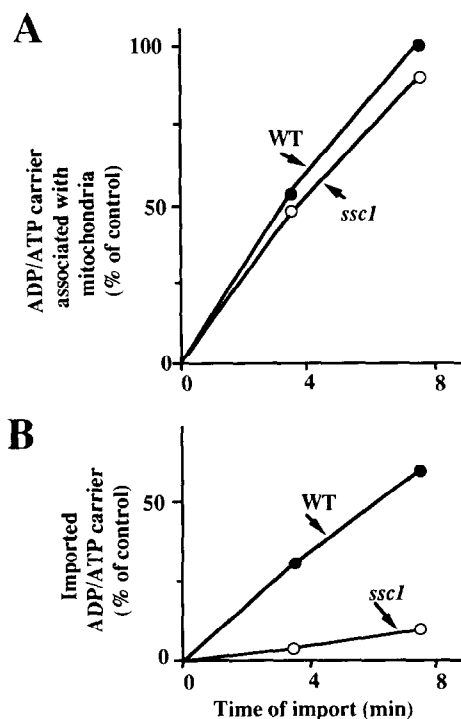 A
100
50
0
ADP/ATP carrier
associated with
mitochondria
(% of control)
WT
ssc1
0 4 8
B
50
0
Imported
ADP/ATP carrier
(% of control)
WT
ssc1
0 4 8
Time of import (min)